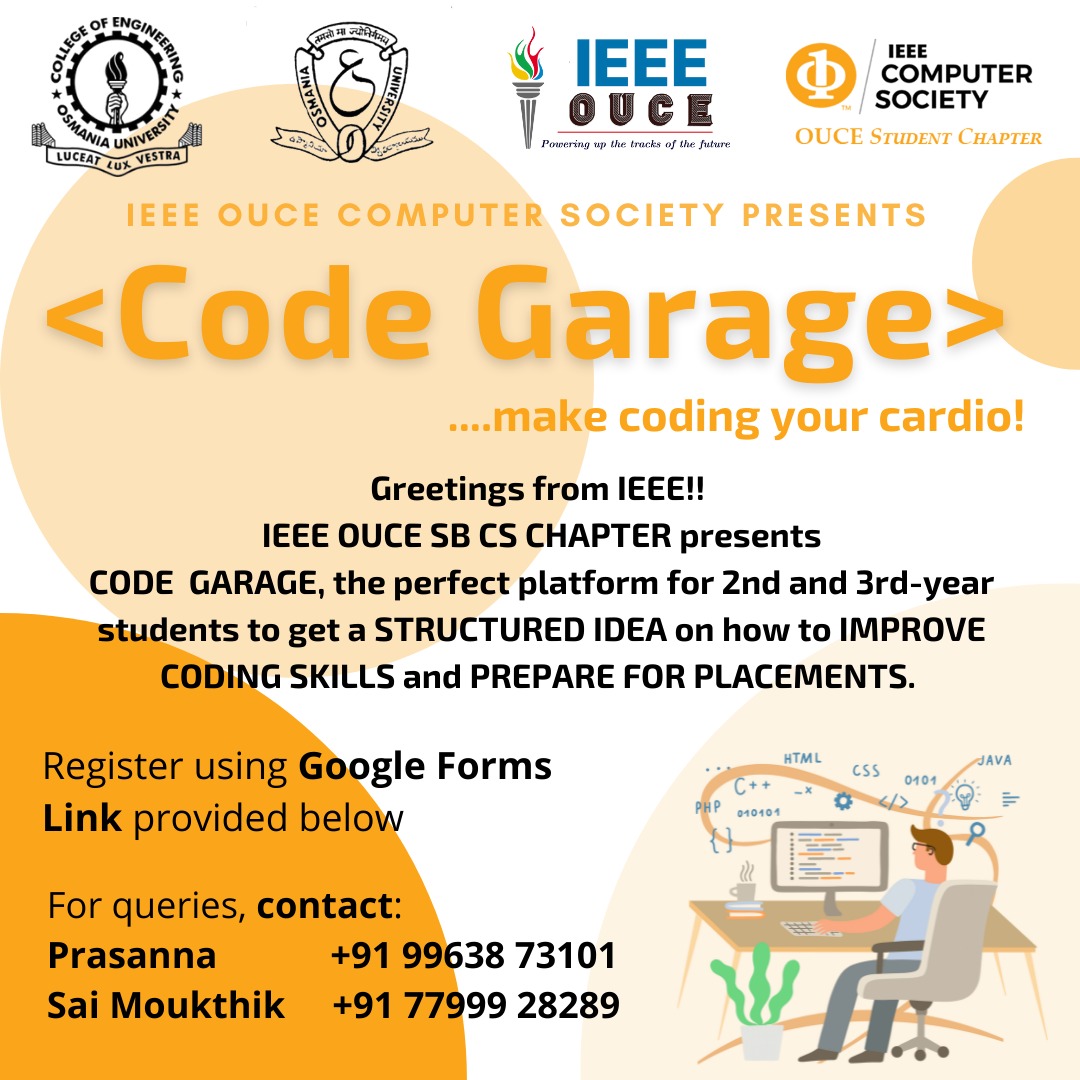 COLLEGE OF ENGINEERING
OSMANIA UNIVERSITY
LUCEAT LUX VESTRA
तमसो मा ज्योतिर्गमय
OSMANIA UNIVERSITY
IEEE
OUCE
Powering up the tracks of the future
IEEE
COMPUTER
SOCIETY
TM
OUCE STUDENT CHAPTER
IEEE OUCE COMPUTER SOCIETY PRESENTS
<Code Garage>
....make coding your cardio!
Greetings from IEEE!!
IEEE OUCE SB CS CHAPTER presents
CODE GARAGE, the perfect platform for 2nd and 3rd-year
students to get a STRUCTURED IDEA on how to IMPROVE
CODING SKILLS and PREPARE FOR PLACEMENTS.
Register using Google Forms
Link provided below
For queries, contact:
Prasanna +91 99638 73101
Sai Moukthik +91 77999 28289
HTML
JAVA
CSS
C++
0101
PHP
010101
</>
{}